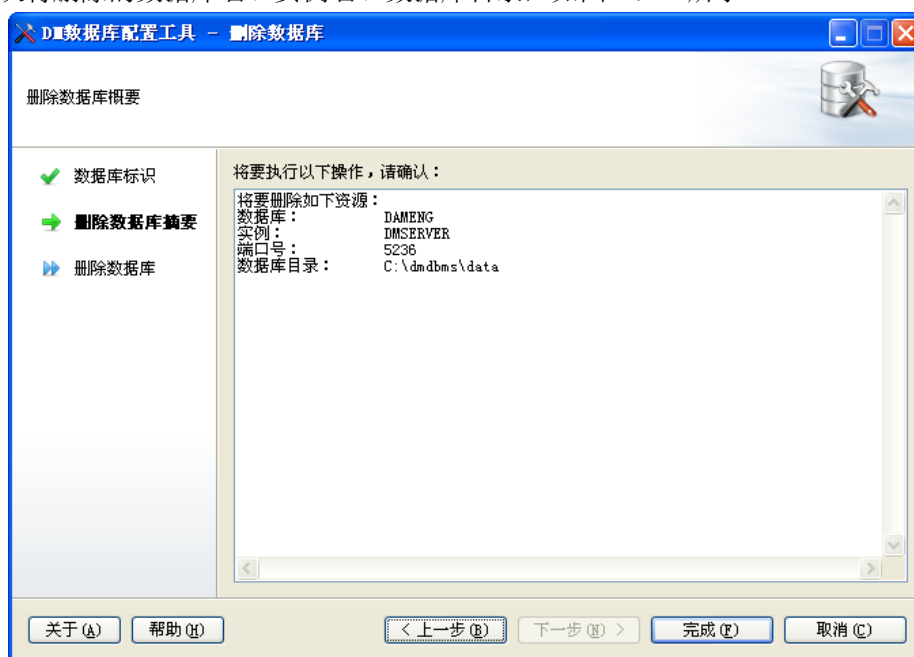 DM数据库配置工具 - 删除数据库
删除数据库概要
数据库标识
删除数据库摘要
删除数据库
将要执行以下操作，请确认：
将要删除如下资源：
数据库： DAMENG
实例： DMSERVER
端口号： 5236
数据库目录： C:\dmdbms\data
关于(A) 帮助(H) < 上一步(B) 下一步(N) > 完成(F) 取消(C)